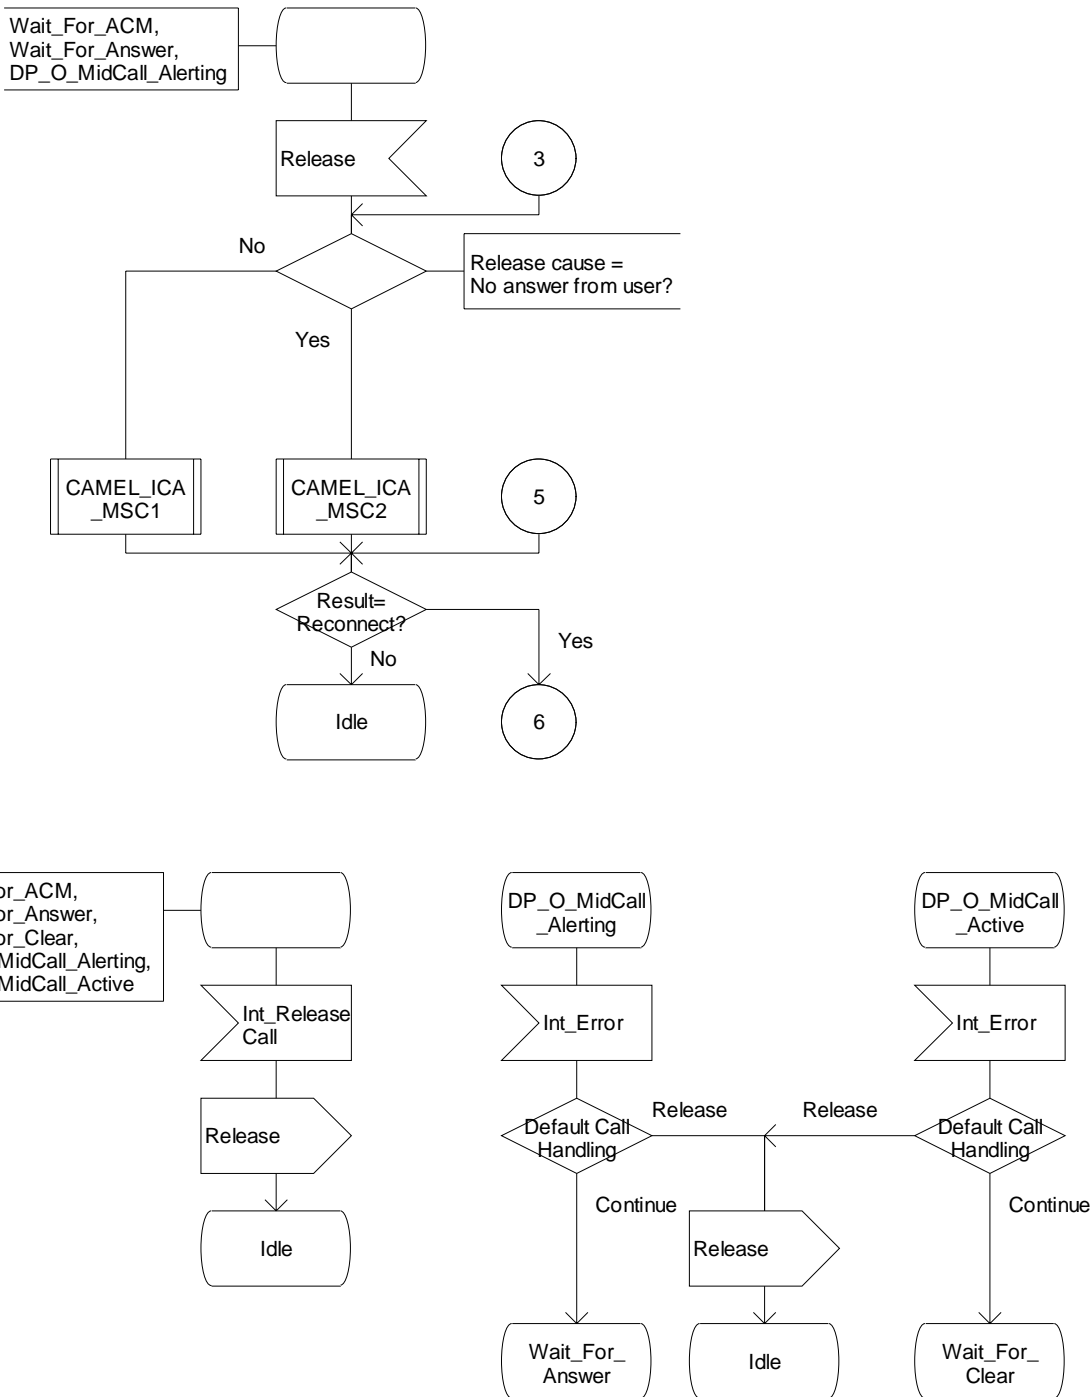 Wait_For_ACM,
Wait_For_Answer,
DP_O_MidCall_Alerting
Release
3
No
Release cause =
No answer from user?
Yes
CAMEL_ICA
_MSC1
CAMEL_ICA
_MSC2
5
Result=
Reconnect?
Yes
No
Idle
6
or_ACM,
or_Answer,
or_Clear,
MidCall_Alerting,
MidCall_Active
Int_Release
Call
Release
Idle
DP_O_MidCall
_Alerting
DP_O_MidCall
_Active
Int_Error
Int_Error
Default Call
Handling
Release
Release
Default Call
Handling
Continue
Continue
Release
Wait_For_
Answer
Idle
Wait_For_
Clear